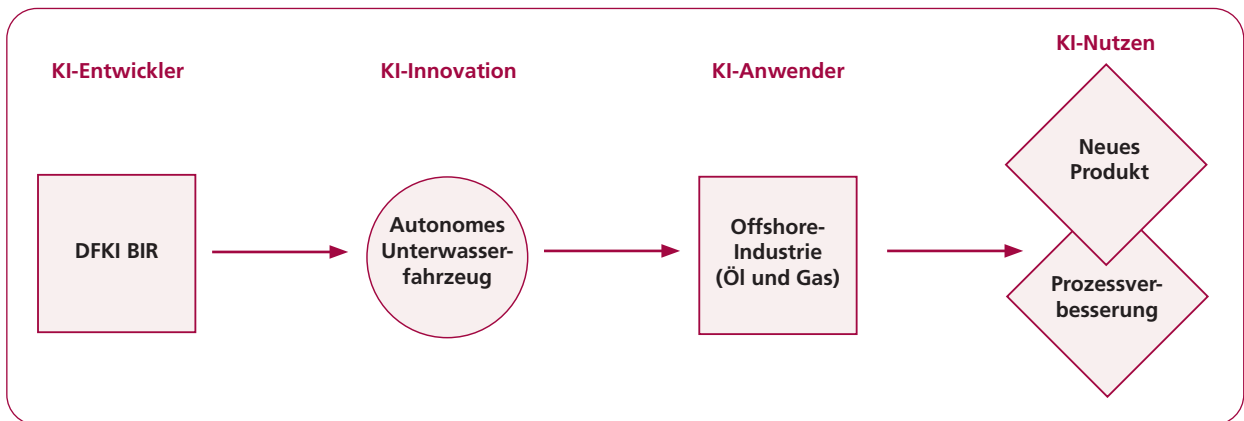 KI-Entwickler
KI-Innovation
KI-Anwender
KI-Nutzen
DFKI BIR
Autonomes
Unterwasser-
fahrzeug
Offshore-
Industrie
(Öl und Gas)
Neues
Produkt
Prozessver-
besserung